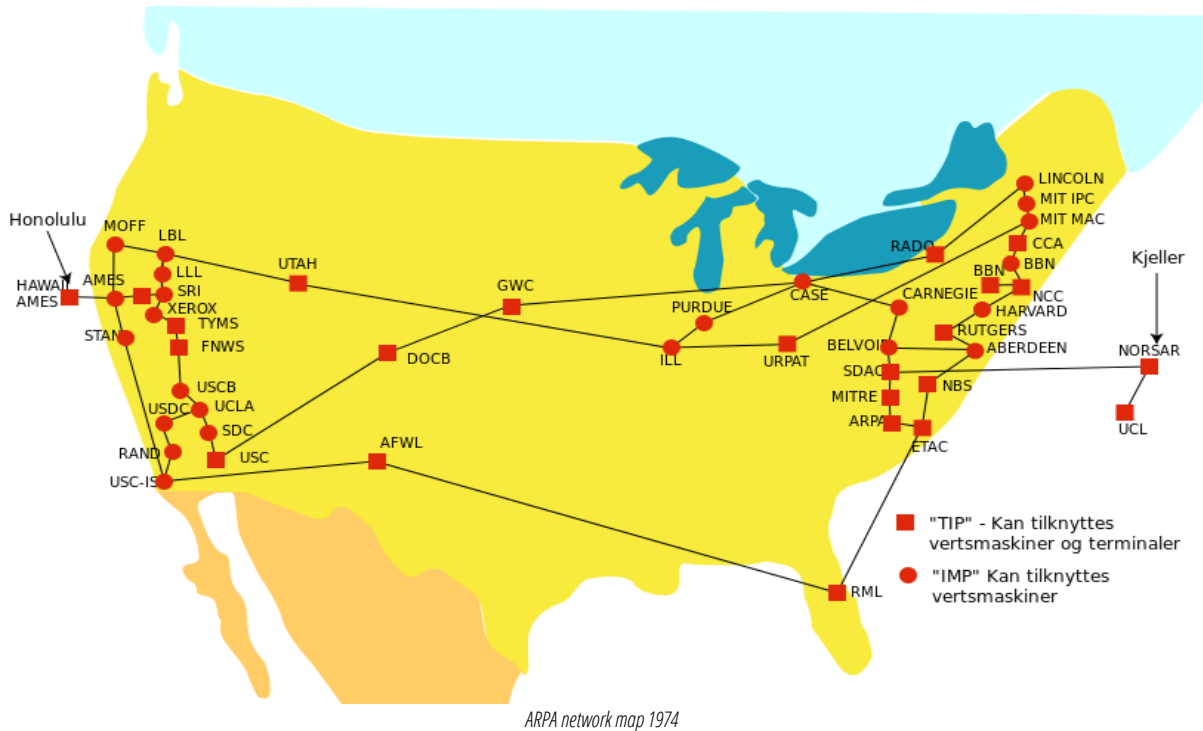 LINCOLN
MIT IPC
MIT MAC
Honolulu
MOFF
LBL
RADO
CCA
Kjeller
UTAH
BBN
BBN
LLL
AMES
HAWAII
AMES
SRI
GWC
CASE
CARNEGIE
NCC
XEROX
PURDUE
HARVARD
TYMS
STAN
RUTGERS
FNWS
BELVOIR
ABERDEEN
NORSAR
DOCB
ILL
URPAT
SDAC
NBS
USCB
MITRE
USDC
UCLA
ARPA
UCL
SDC
AFWL
ETAC
RAND
USC
USC-IS
"TIP" - Kan tilknyttes
vertsmaskiner og terminaler
"IMP" Kan tilknyttes
vertsmaskiner
RML
ARPA network map 1974